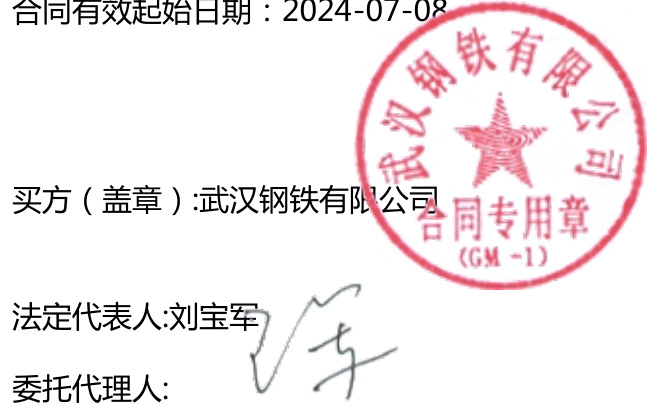 合同有效起始日期：2024-07-08
武汉钢铁有限公司
买方（盖章）:武汉钢铁有限公司
合同专用章
(GM -1)
法定代表人:刘宝军
委托代理人: